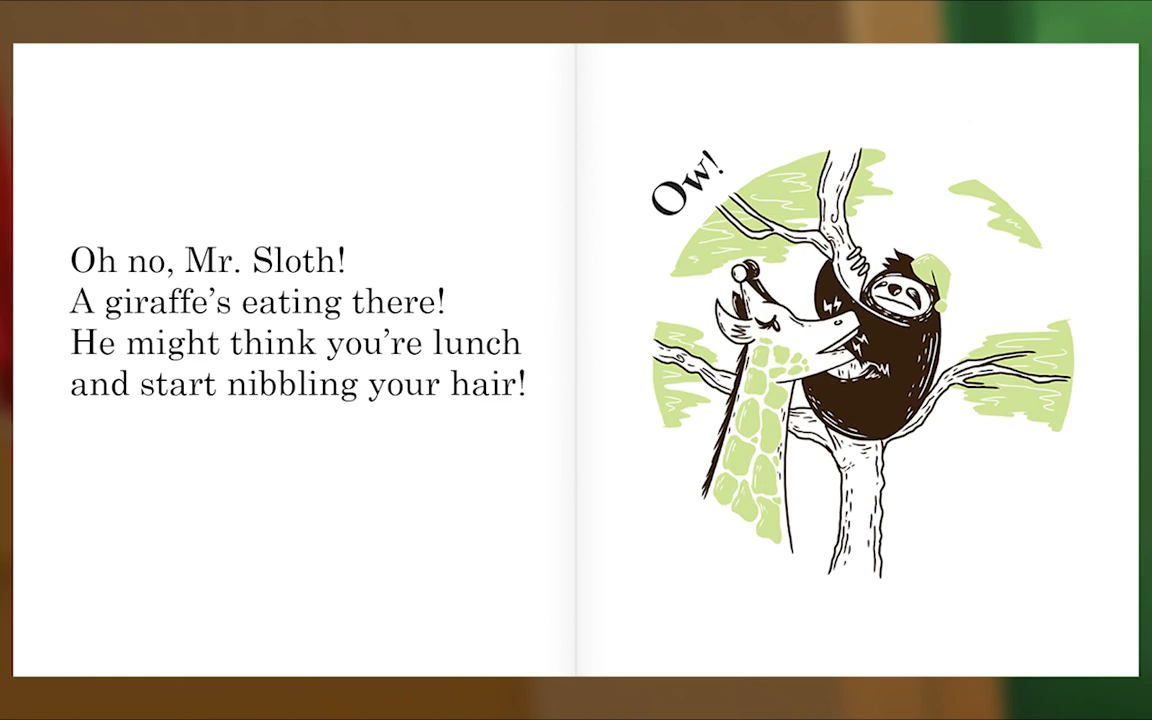 Oh no, Mr. Sloth!
A giraffe’s eating there!
He might think you’re lunch
and start nibbling your hair!
Ow!